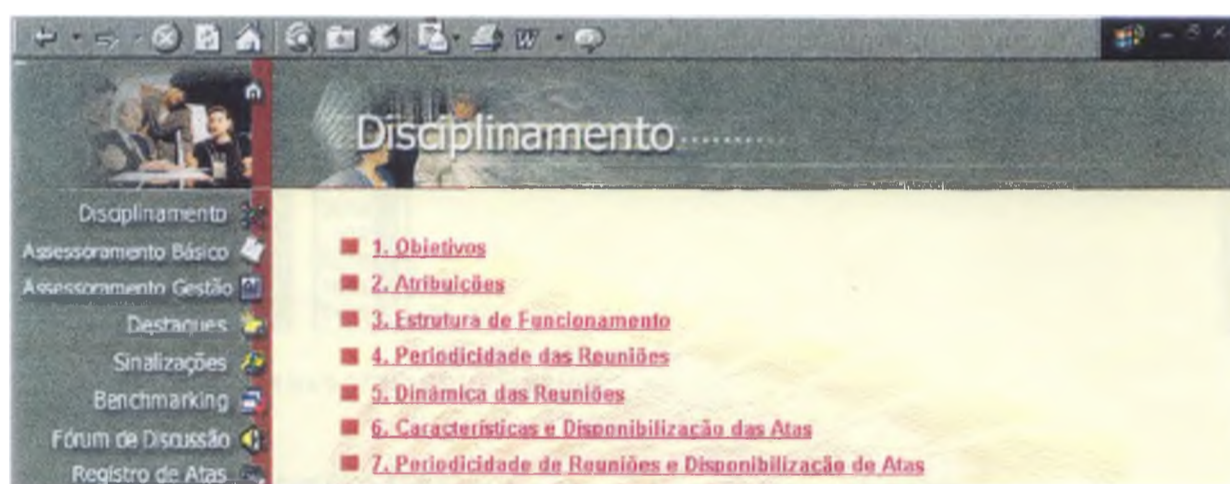 Disciplinamento
Disciplinamento
Assessoramento Básico
Assessoramento Gestão
Destaques
Sinalizações
Benchmarking
Fórum de Discussão
Registro de Atas
1. Objetivos
2. Atribuições
3. Estrutura de Funcionamento
4. Periodicidade das Reuniões
5. Dinâmica das Reuniões
6. Características e Disponibilização das Atas
7. Periodicidade de Reuniões e Disponibilização de Atas